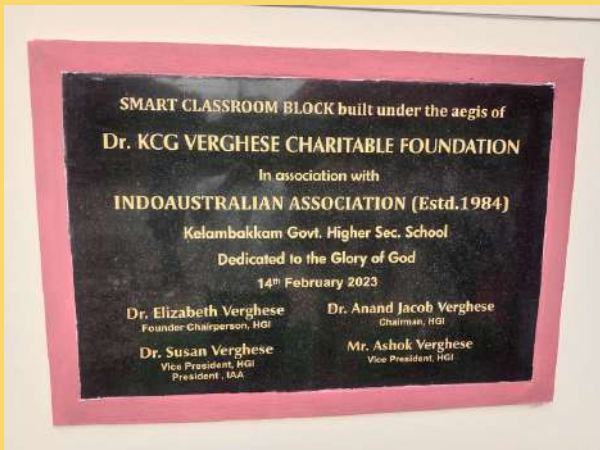 SMART CLASSROOM BLOCK built under the aegis of
Dr. KCG VERGHESE CHARITABLE FOUNDATION
In association with
INDOAUSTRALIAN ASSOCIATION (Estd.1984)
Kelambakkam Govt. Higher Sec. School
Dedicated to the Glory of God
14th February 2023
Dr. Elizabeth Verghese
Founder Chairperson, HGI
Dr. Anand Jacob Verghese
Chairman, HGI
Dr. Susan Verghese
Vice President, HGI
President , IAA
Mr. Ashok Verghese
Vice President, HGI